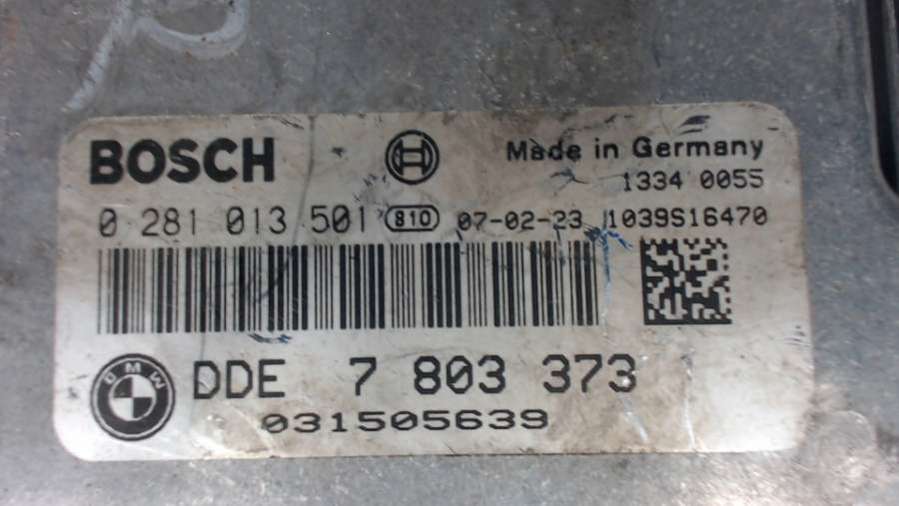 BOSCH
Made in Germany
1334 0055
0 281 013 501 810 07-02-23 1039S16470
BMW
DDE 7 803 373
031505639